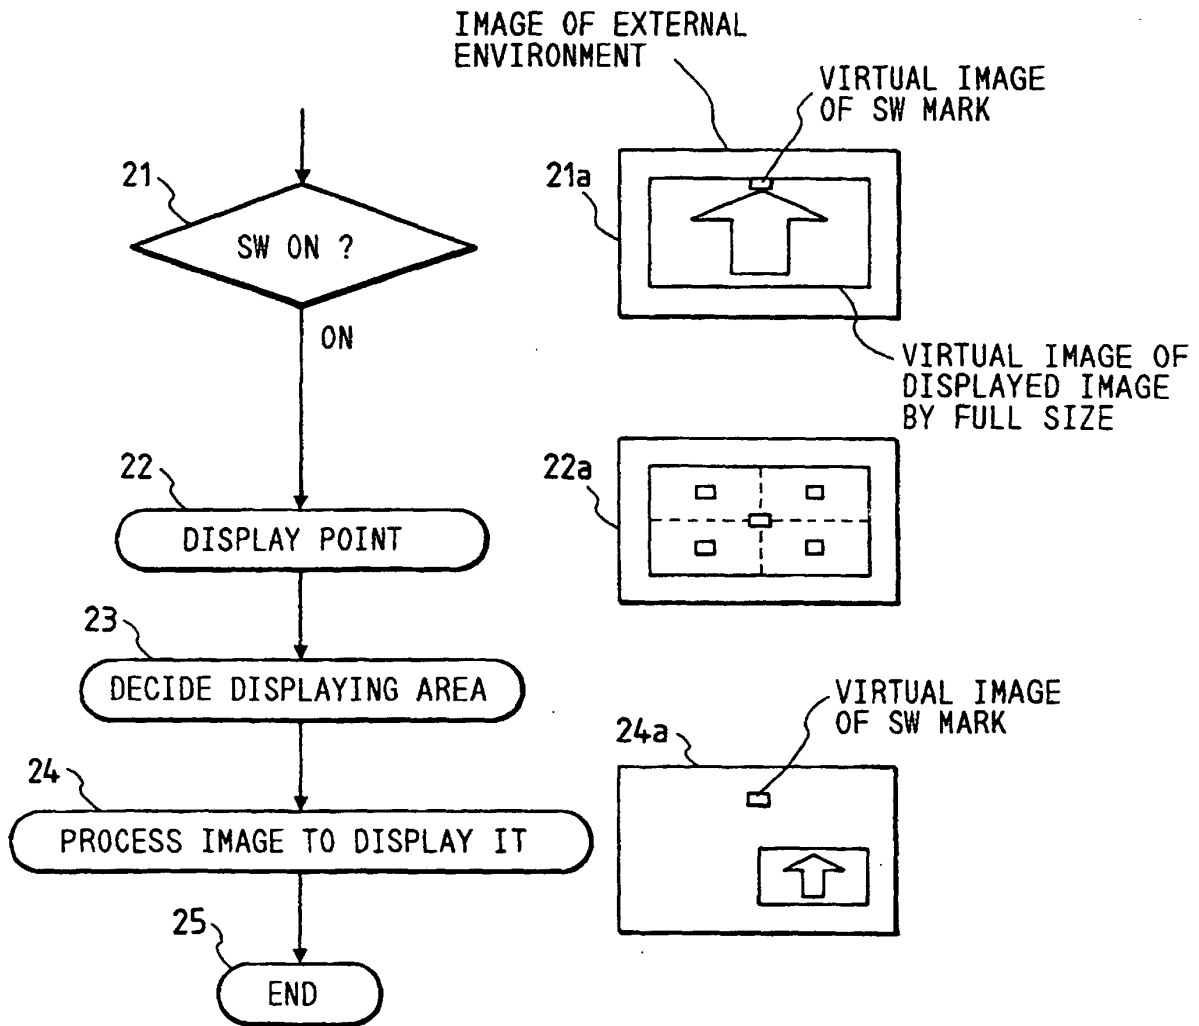 IMAGE OF EXTERNAL
ENVIRONMENT
VIRTUAL IMAGE
OF SW MARK
21
21a
SW ON ?
ON
VIRTUAL IMAGE OF
DISPLAYED IMAGE
BY FULL SIZE
22
22a
DISPLAY POINT
23
DECIDE DISPLAYING AREA
VIRTUAL IMAGE
OF SW MARK
24a
24
PROCESS IMAGE TO DISPLAY IT
25
END